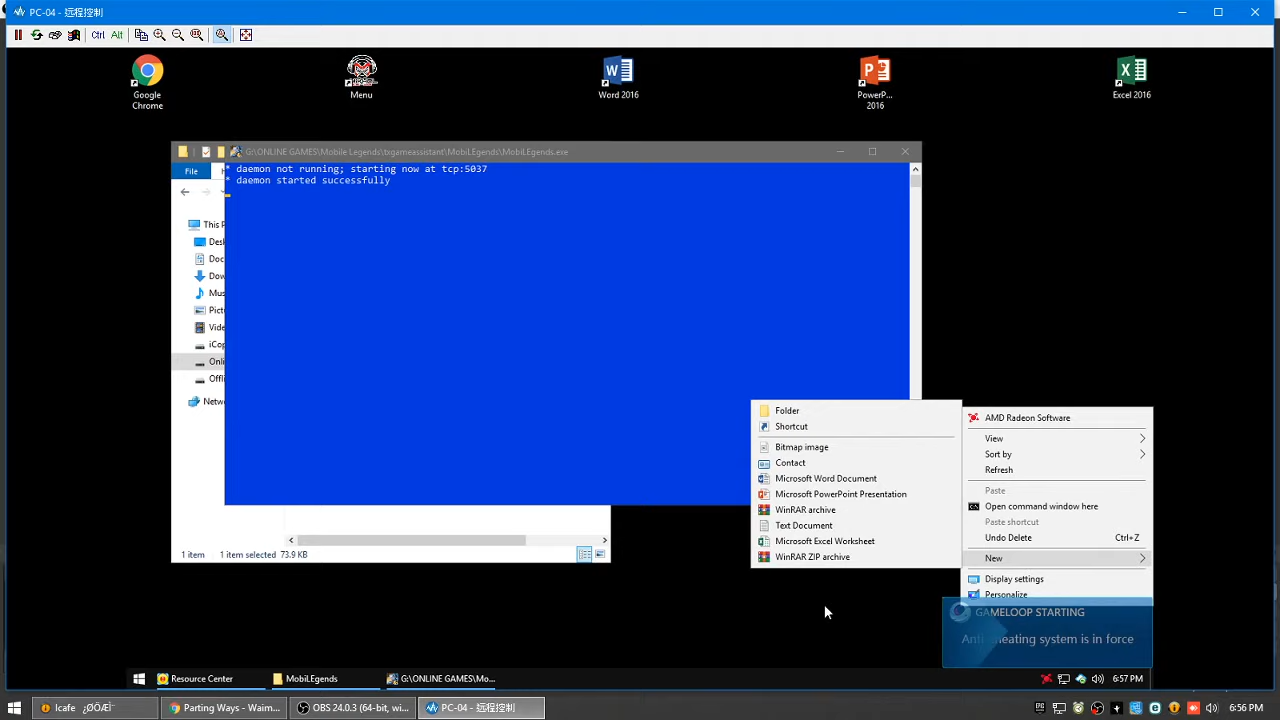 PC-04 - 远程控制
Ctrl Alt
Google
Chrome
Menu
Word 2016
PowerP...
2016
Excel 2016
G:\ONLINE GAMES\Mobile Legends\txgameassistant\MobiLEgends\MobiLEgends.exe
* daemon not running; starting now at tcp:5037
* daemon started successfully
File
This P
Desk
Doc
Dow
Mus
Pict
Vide
iCop
Onli
Offli
Netw
1 item 1 item selected 73.9 KB
Folder
Shortcut
Bitmap image
Contact
Microsoft Word Document
Microsoft PowerPoint Presentation
WinRAR archive
Text Document
Microsoft Excel Worksheet
WinRAR ZIP archive
AMD Radeon Software
View
Sort by
Refresh
Paste
Open command window here
Paste shortcut
Undo Delete Ctrl+Z
New
Display settings
Personalize
GAMELOOP STARTING
Anti-cheating system is in force
Resource Center
MobiLEgends
G:\ONLINE GAMES\Mo...
6:57 PM
Icafe
Parting Ways - Waim...
OBS 24.0.3 (64-bit, w...
PC-04 - 远程控制
6:56 PM